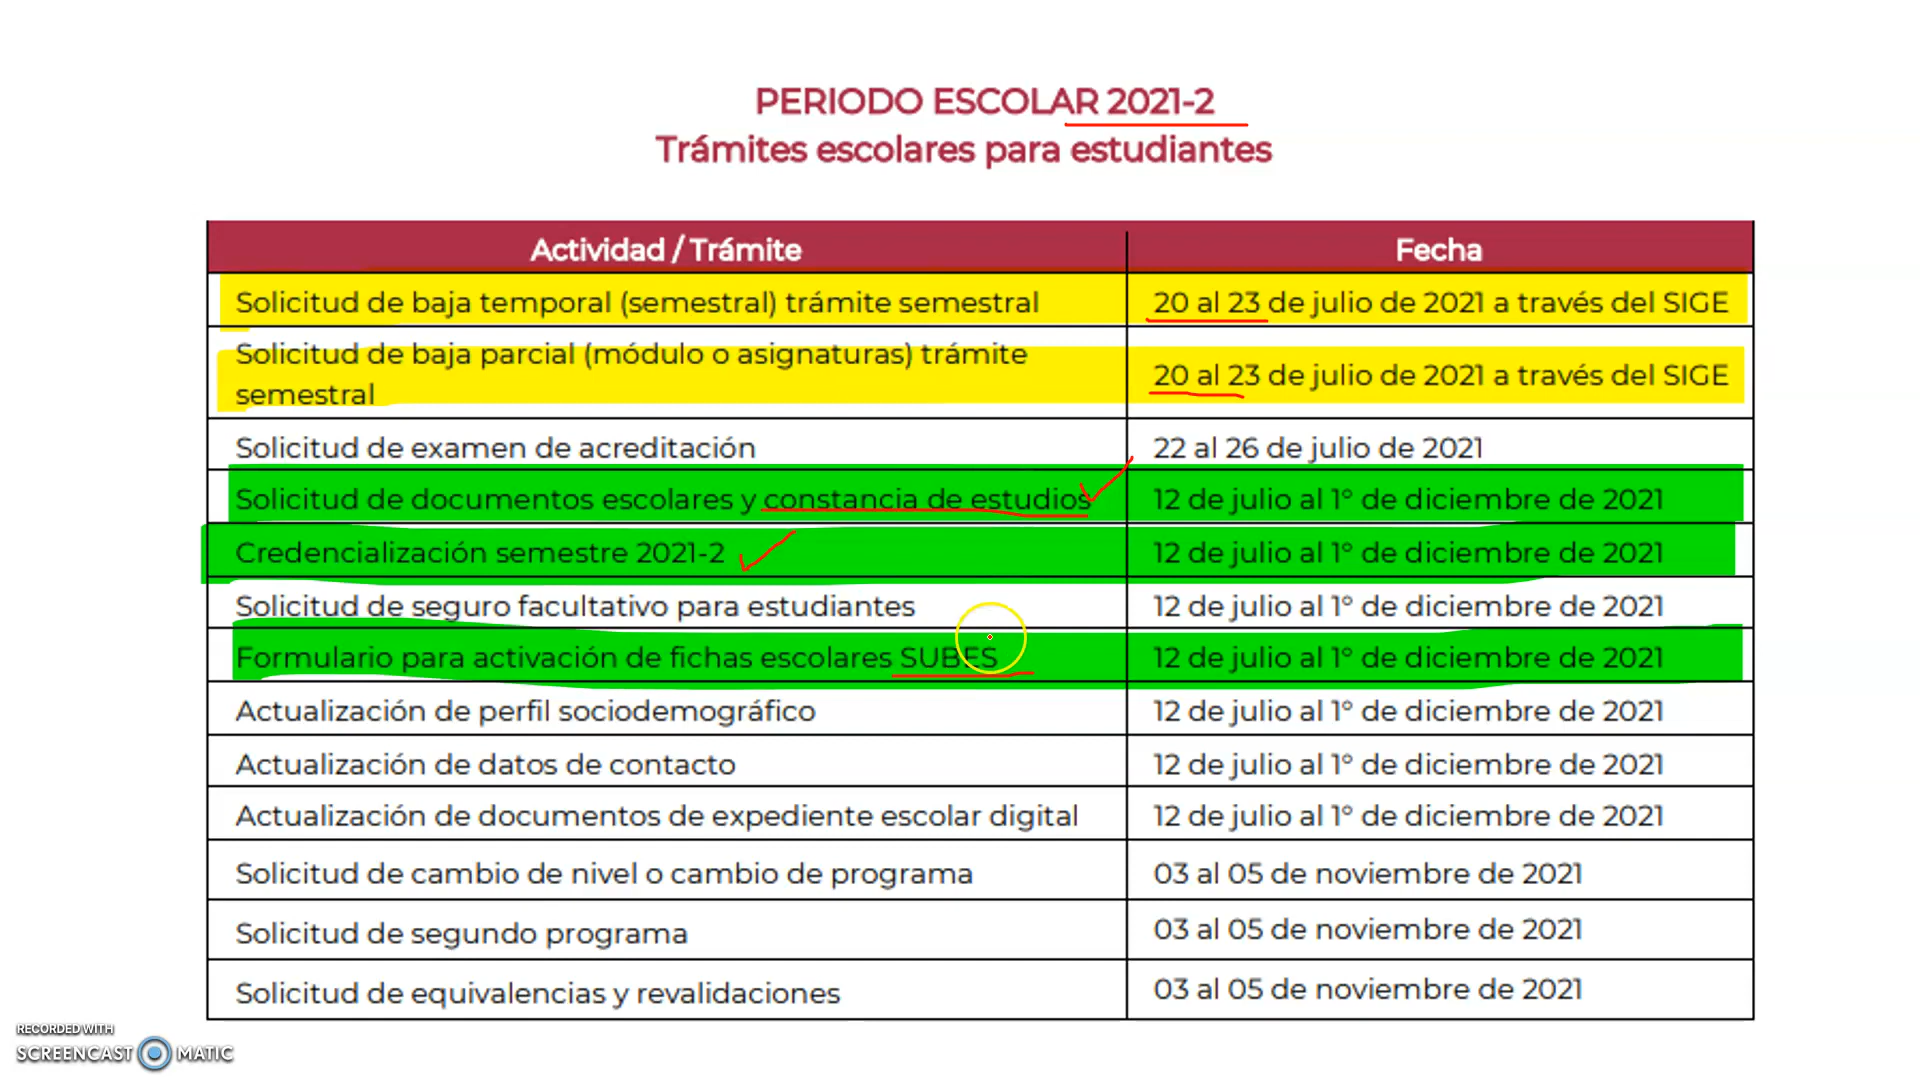 PERIODO ESCOLAR 2021-2
Trámites escolares para estudiantes
Actividad / Trámite Fecha
Solicitud de baja temporal (semestral) trámite semestral 20 al 23 de julio de 2021 a través del SIGE
Solicitud de baja parcial (módulo o asignaturas) trámite
semestral 20 al 23 de julio de 2021 a través del SIGE
Solicitud de examen de acreditación 22 al 26 de julio de 2021
Solicitud de documentos escolares y constancia de estudios 12 de julio al 1° de diciembre de 2021
Credencialización semestre 2021-2 12 de julio al 1° de diciembre de 2021
Solicitud de seguro facultativo para estudiantes 12 de julio al 1° de diciembre de 2021
Formulario para activación de fichas escolares SUBES 12 de julio al 1° de diciembre de 2021
Actualización de perfil sociodemográfico 12 de julio al 1° de diciembre de 2021
Actualización de datos de contacto 12 de julio al 1° de diciembre de 2021
Actualización de documentos de expediente escolar digital 12 de julio al 1° de diciembre de 2021
Solicitud de cambio de nivel o cambio de programa 03 al 05 de noviembre de 2021
Solicitud de segundo programa 03 al 05 de noviembre de 2021
Solicitud de equivalencias y revalidaciones 03 al 05 de noviembre de 2021
RECORDED WITH
SCREENCAST MATIC